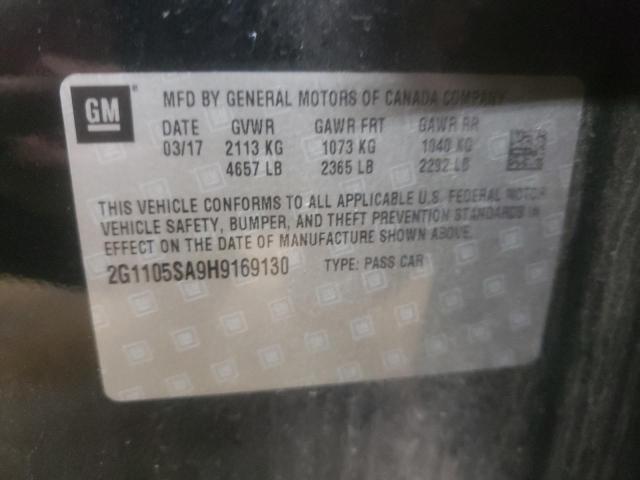 GM ®
MFD BY GENERAL MOTORS OF CANADA COMPANY
DATE GVWR GAWR FRT GAWR RR
03/17 2113 KG 1073 KG 1040 KG
4657 LB 2365 LB 2292 LB
THIS VEHICLE CONFORMS TO ALL APPLICABLE U.S. FEDERAL MOTOR
VEHICLE SAFETY, BUMPER, AND THEFT PREVENTION STANDARDS IN
EFFECT ON THE DATE OF MANUFACTURE SHOWN ABOVE.
2G1105SA9H9169130 TYPE: PASS CAR